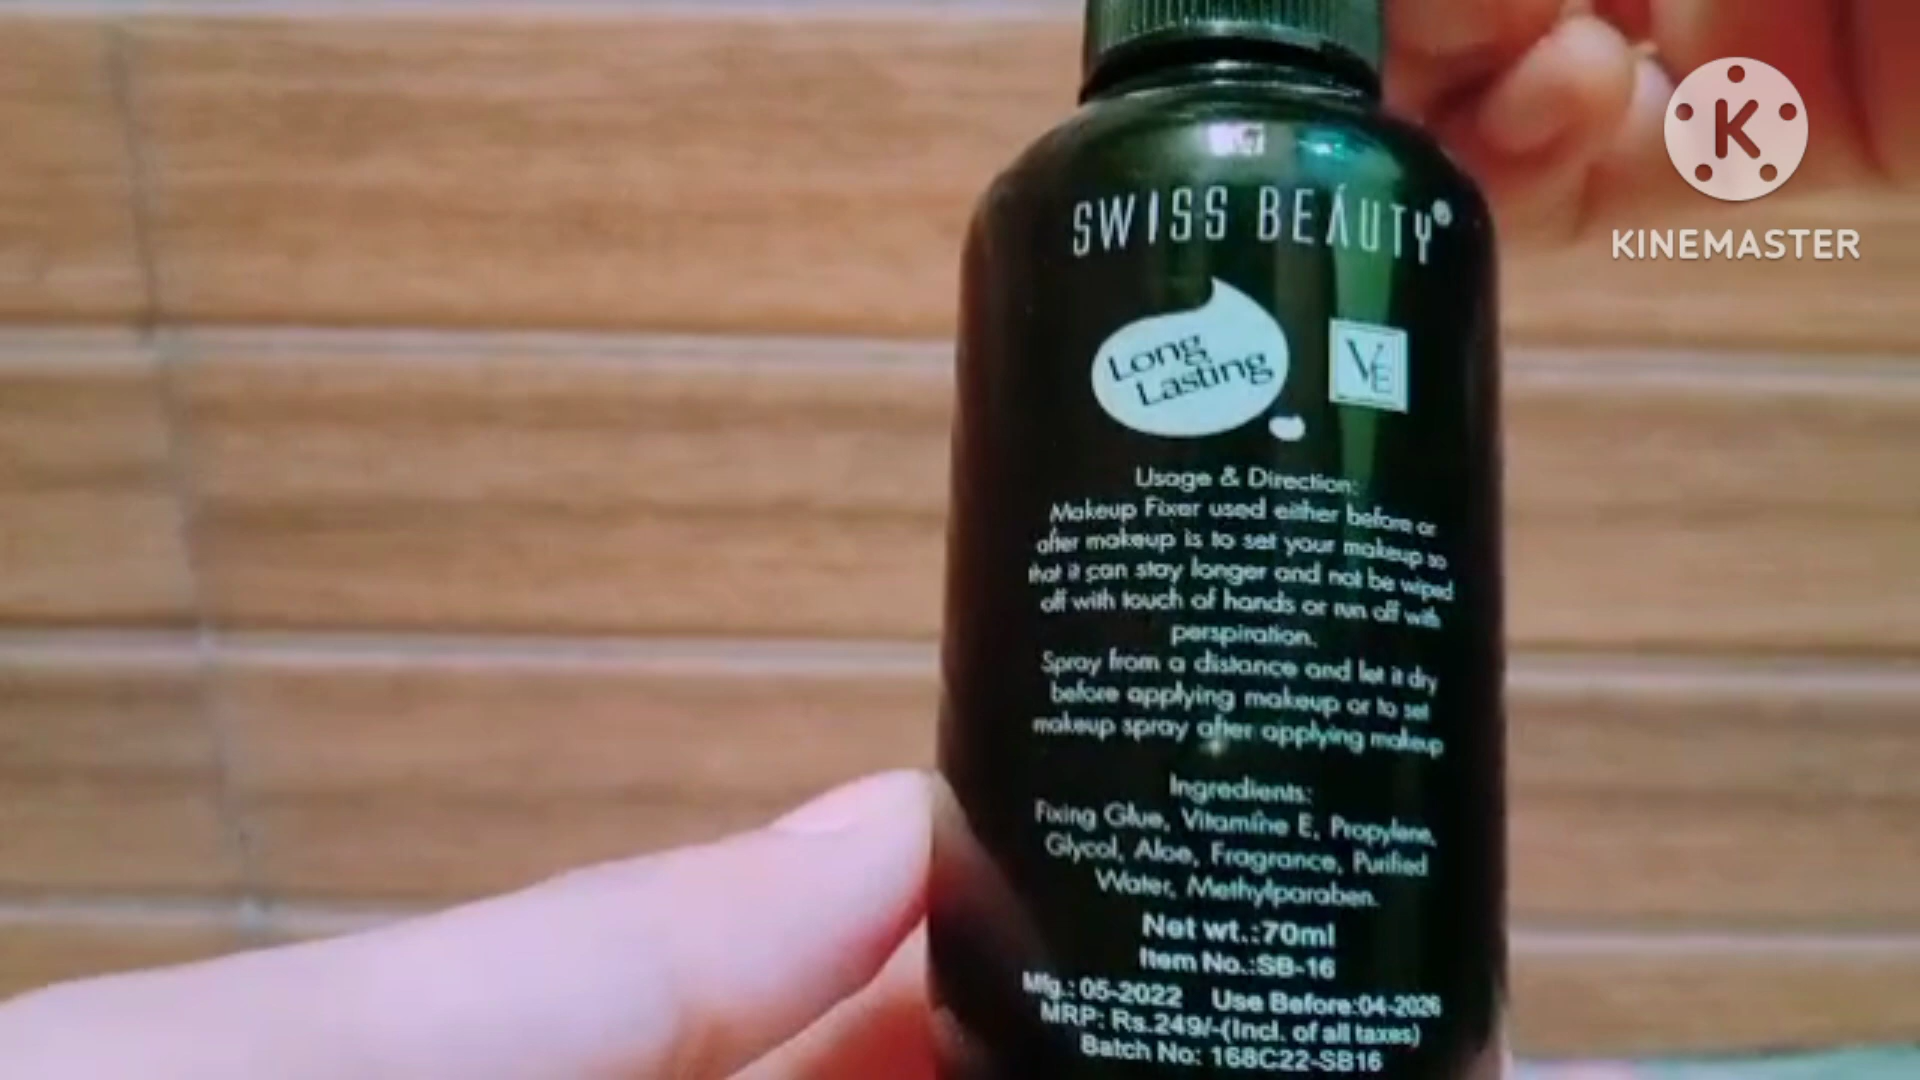 SWISS BEÁUTY®
Long
Lasting
VE
Usage & Direction:
Makeup Fixer used either before or
after makeup is to set your makeup so
that it can stay longer and not be wiped
off with touch of hands or run off with
perspiration.
Spray from a distance and let it dry
before applying makeup or to set
makeup spray after applying makeup
Ingredients:
Fixing Glue, Vitamine E, Propylene,
Glycol, Aloe, Fragrance, Purified
Water, Methylparaben.
Net wt.:70ml
Item No.:SB-16
Mfg.: 05-2022 Use Before:04-2026
MRP: Rs.249/-(Incl. of all taxes)
Batch No: 168C22-SB16
K
KINEMASTER